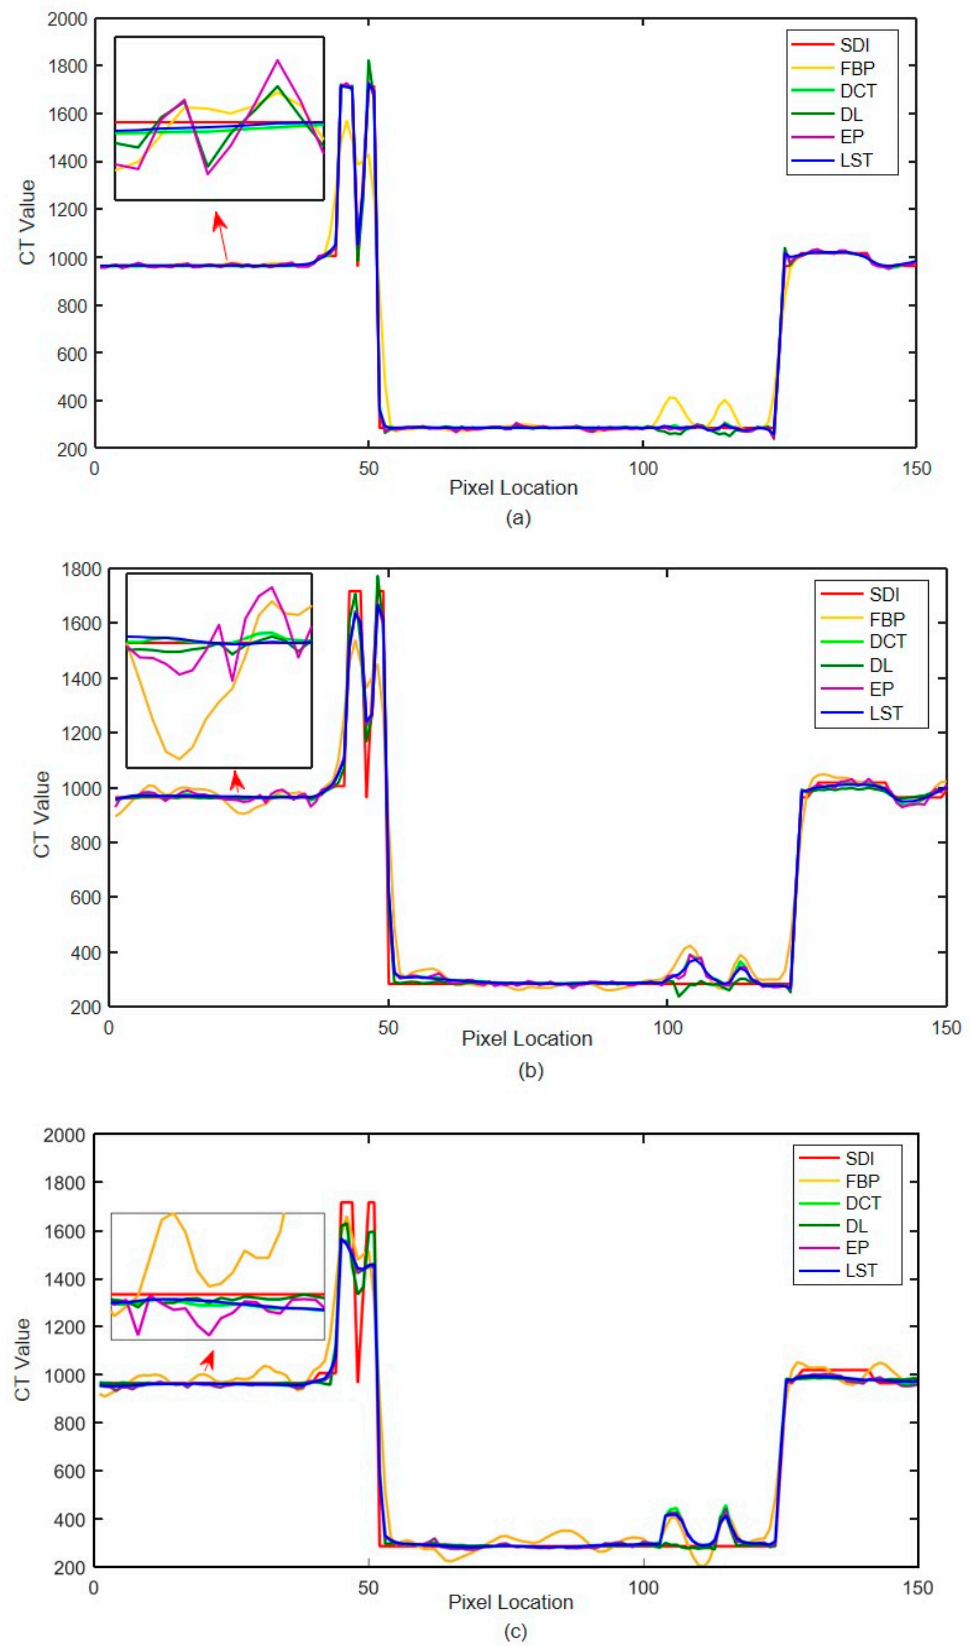 2000
1800
1600
1400
1200
1000
800
600
400
200
CT Value
SDI
FBP
DCT
DL
EP
LST
0 50 100 150
Pixel Location
(a)
1800
1600
1400
1200
1000
800
600
400
200
CT Value
SDI
FBP
DCT
DL
EP
LST
0 50 100 150
Pixel Location
(b)
2000
1800
1600
1400
1200
1000
800
600
400
200
CT Value
SDI
FBP
DCT
DL
EP
LST
0 50 100 150
Pixel Location
(c)